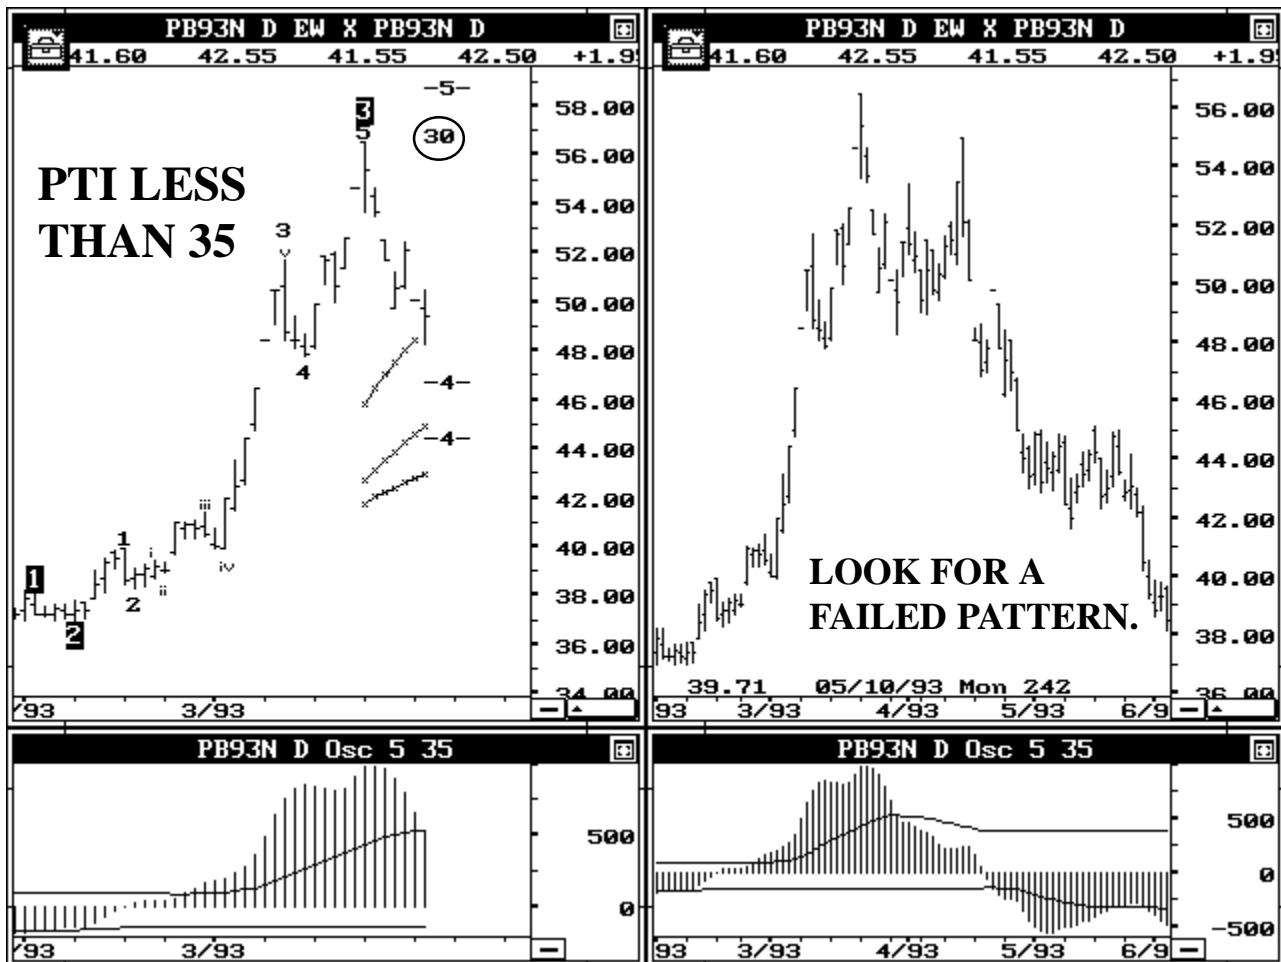 PB93N D EW X PB93N D
41.60 42.55 41.55 42.50 +1.9
-5-
58.00
3
5
30
56.00
PTI LESS
THAN 35
54.00
3
v
52.00
50.00
48.00
4
-4-
46.00
-4-
44.00
iii
42.00
1
i
40.00
iv
1
ii
38.00
2
2
36.00
34.00
/93 3/93
PB93N D Osc 5 35
500
0
/93 3/93
PB93N D EW X PB93N D
41.60 42.55 41.55 42.50 +1.9
56.00
54.00
52.00
50.00
48.00
46.00
44.00
42.00
LOOK FOR A
FAILED PATTERN.
40.00
38.00
39.71 05/10/93 Mon 242
36.00
93 3/93 4/93 5/93 6/9
PB93N D Osc 5 35
500
0
-500
93 3/93 4/93 5/93 6/9